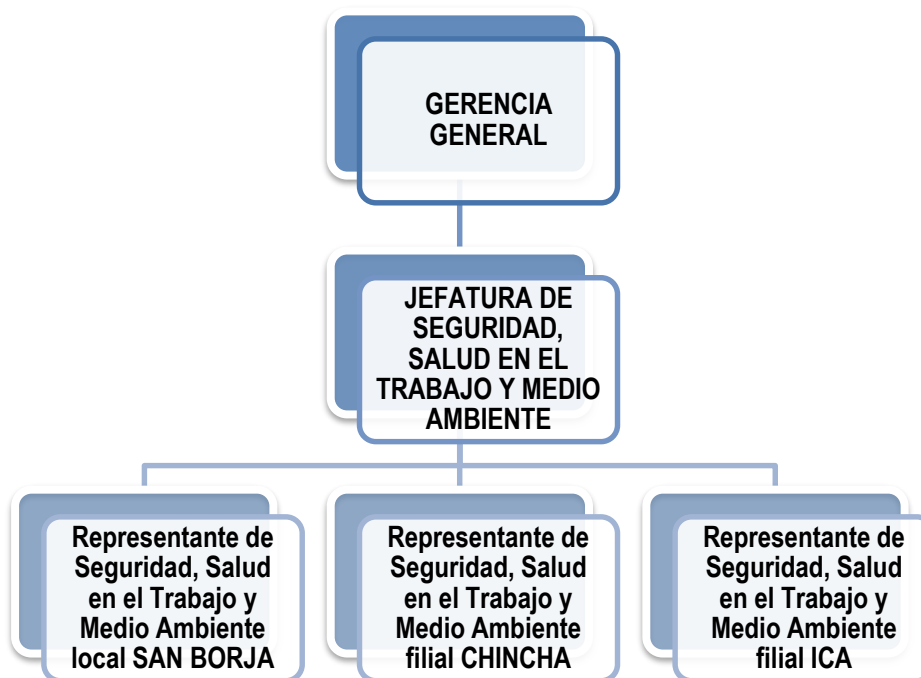 GERENCIA
GENERAL
JEFATURA DE
SEGURIDAD,
SALUD EN EL
TRABAJO Y MEDIO
AMBIENTE
Representante de
Seguridad, Salud
en el Trabajo y
Medio Ambiente
local SAN BORJA
Representante de
Seguridad, Salud
en el Trabajo y
Medio Ambiente
filial CHINCHA
Representante de
Seguridad, Salud
en el Trabajo y
Medio Ambiente
filial ICA